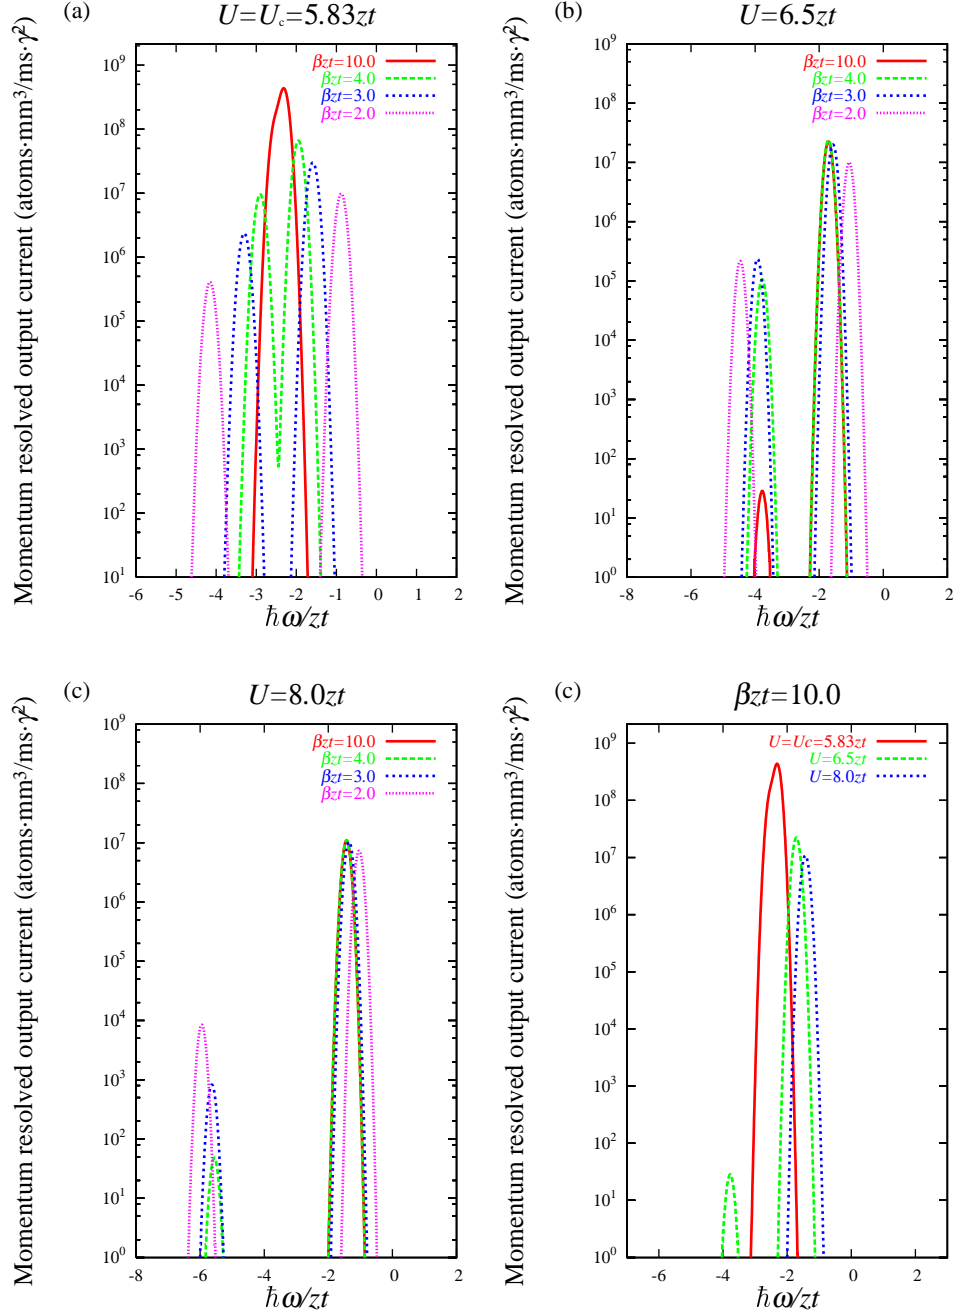 (a)
U=U_c=5.83zt
Momentum resolved output current (atoms·mm³/ms·γ²)
10⁹
10⁸
10⁷
10⁶
10⁵
10⁴
10³
10²
10¹
βzt=10.0
βzt=4.0
βzt=3.0
βzt=2.0
-6 -5 -4 -3 -2 -1 0 1 2
ħω/zt
(b)
U=6.5zt
Momentum resolved output current (atoms·mm³/ms·γ²)
10⁹
10⁸
10⁷
10⁶
10⁵
10⁴
10³
10²
10¹
10⁰
βzt=10.0
βzt=4.0
βzt=3.0
βzt=2.0
-8 -6 -4 -2 0 2
ħω/zt
(c)
U=8.0zt
Momentum resolved output current (atoms·mm³/ms·γ²)
10⁹
10⁸
10⁷
10⁶
10⁵
10⁴
10³
10²
10¹
10⁰
βzt=10.0
βzt=4.0
βzt=3.0
βzt=2.0
-8 -6 -4 -2 0 2
ħω/zt
(c)
βzt=10.0
Momentum resolved output current (atoms·mm³/ms·γ²)
10⁹
10⁸
10⁷
10⁶
10⁵
10⁴
10³
10²
10¹
10⁰
U=Uc=5.83zt
U=6.5zt
U=8.0zt
-6 -4 -2 0 2
ħω/zt